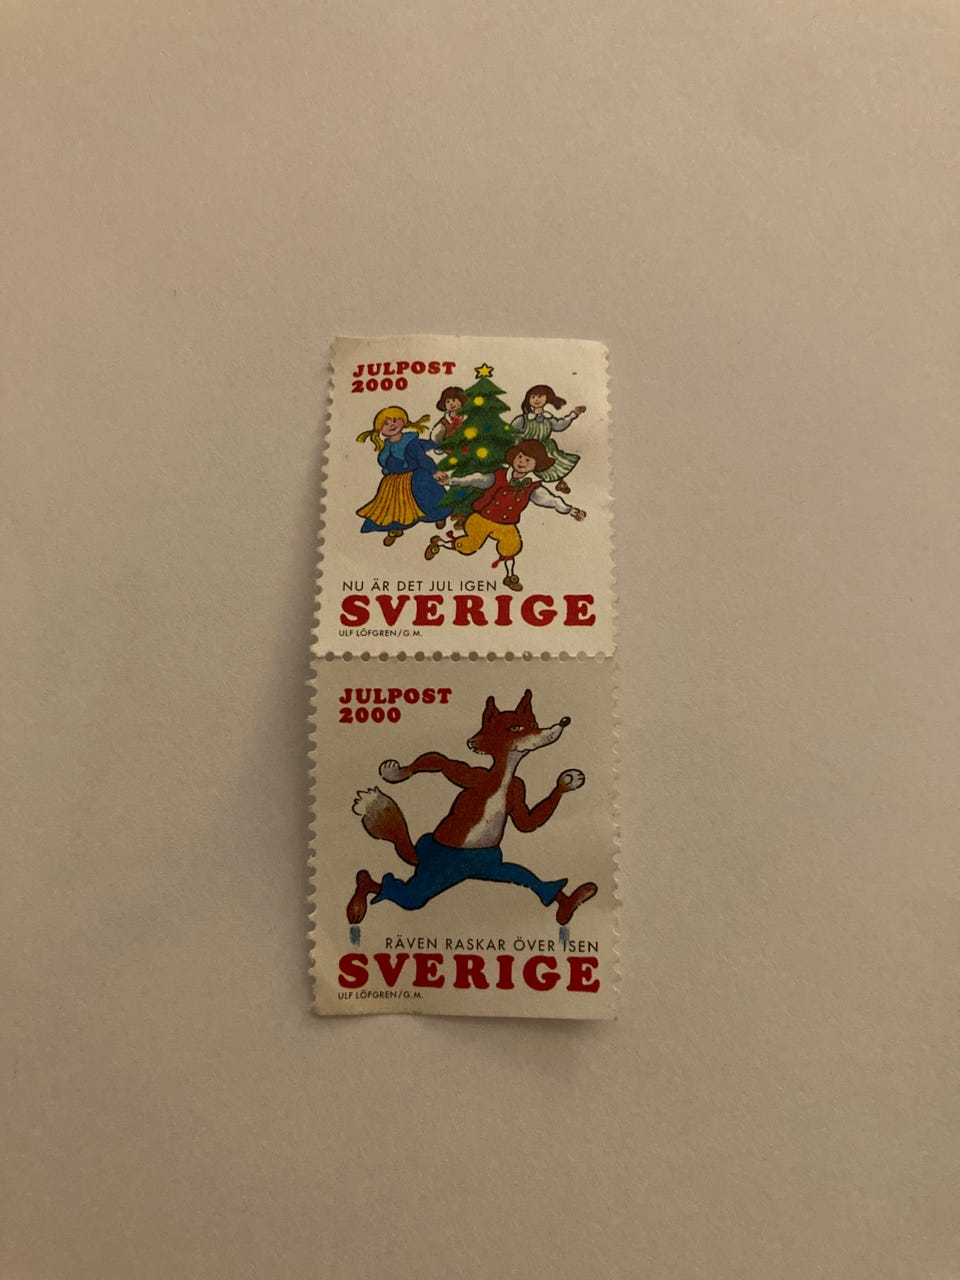 JULPOST
2000
NU ÄR DET JUL IGEN
SVERIGE
ULF LÖFGREN/G.M.
JULPOST
2000
RÄVEN RASKAR ÖVER ISEN
SVERIGE
ULF LÖFGREN/G.M.